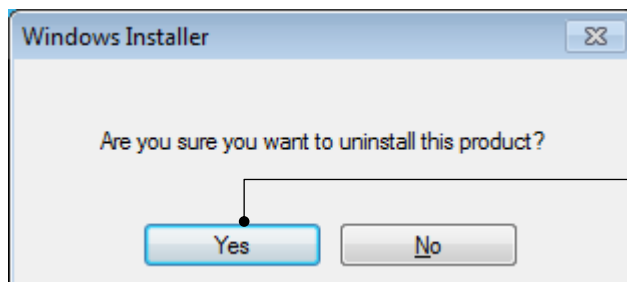 Windows Installer
Are you sure you want to uninstall this product?
Yes No